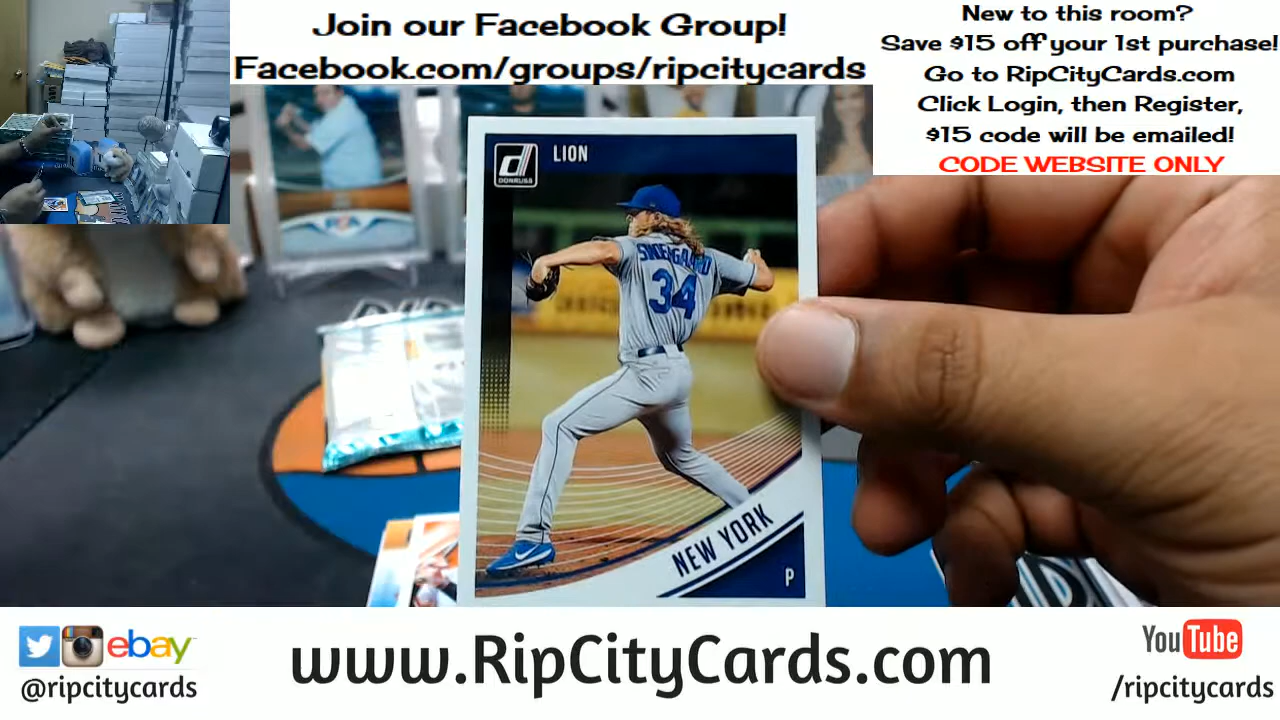 Join our Facebook Group!
Facebook.com/groups/ripcitycards
New to this room?
Save $15 off your 1st purchase!
Go to RipCityCards.com
Click Login, then Register,
$15 code will be emailed!
CODE WEBSITE ONLY
d
DONRUSS
LION
SYNDERGAARD
34
NEW YORK
P
ebay
@ripcitycards
www.RipCityCards.com
YouTube
/ripcitycards